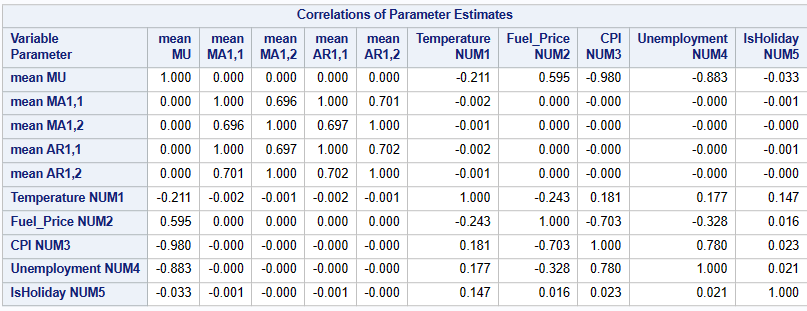 Correlations of Parameter Estimates
Variable mean mean mean mean mean Temperature Fuel_Price CPI Unemployment IsHoliday
Parameter MU MA1,1 MA1,2 AR1,1 AR1,2 NUM1 NUM2 NUM3 NUM4 NUM5
mean MU 1.000 0.000 0.000 0.000 0.000 -0.211 0.595 -0.980 -0.883 -0.033
mean MA1,1 0.000 1.000 0.696 1.000 0.701 -0.002 0.000 -0.000 -0.000 -0.001
mean MA1,2 0.000 0.696 1.000 0.697 1.000 -0.001 0.000 -0.000 -0.000 -0.000
mean AR1,1 0.000 1.000 0.697 1.000 0.702 -0.002 0.000 -0.000 -0.000 -0.001
mean AR1,2 0.000 0.701 1.000 0.702 1.000 -0.001 0.000 -0.000 -0.000 -0.000
Temperature NUM1 -0.211 -0.002 -0.001 -0.002 -0.001 1.000 -0.243 0.181 0.177 0.147
Fuel_Price NUM2 0.595 0.000 0.000 0.000 0.000 -0.243 1.000 -0.703 -0.328 0.016
CPI NUM3 -0.980 -0.000 -0.000 -0.000 -0.000 0.181 -0.703 1.000 0.780 0.023
Unemployment NUM4 -0.883 -0.000 -0.000 -0.000 -0.000 0.177 -0.328 0.780 1.000 0.021
IsHoliday NUM5 -0.033 -0.001 -0.000 -0.001 -0.000 0.147 0.016 0.023 0.021 1.000